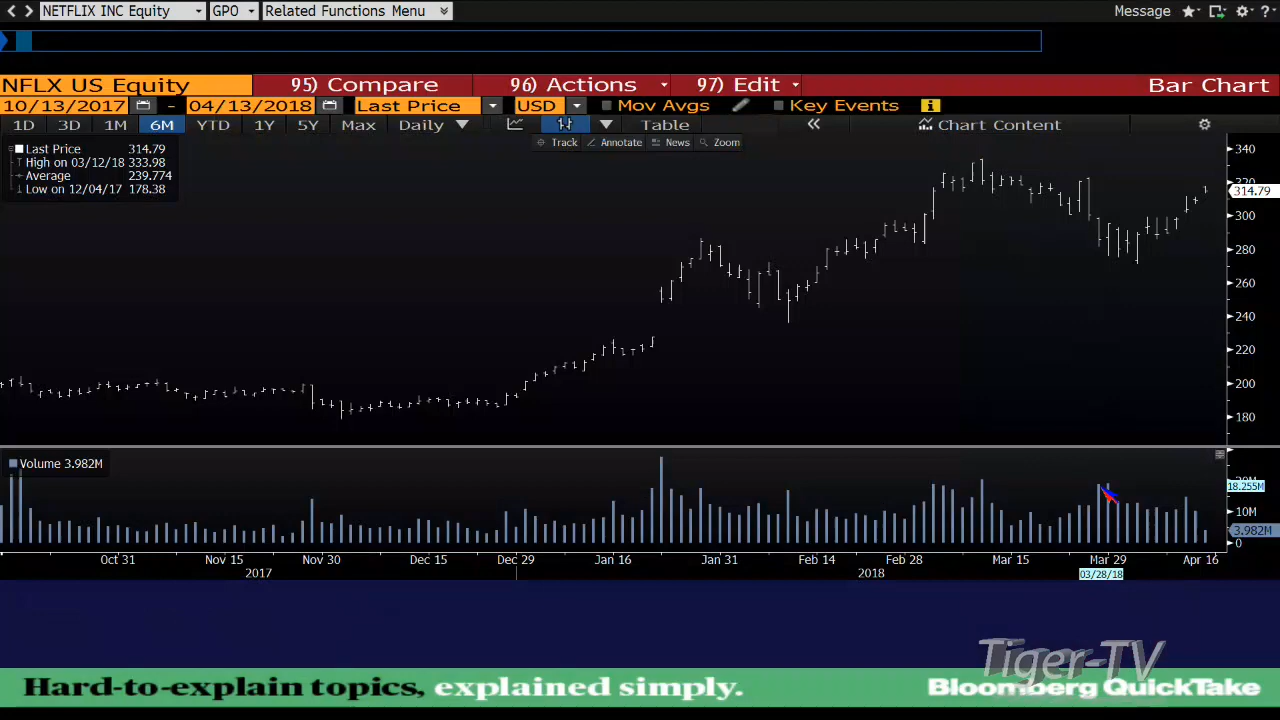 NETFLIX INC Equity GPO Related Functions Menu Message
NFLX US Equity 95) Compare 96) Actions 97) Edit Bar Chart
10/13/2017 - 04/13/2018 Last Price USD Mov Avgs Key Events
1D 3D 1M 6M YTD 1Y 5Y Max Daily Table Chart Content
Track Annotate News Zoom
Last Price 314.79
High on 03/12/18 333.98
Average 239.774
Low on 12/04/17 178.38
340
320
314.79
300
280
260
240
220
200
180
Volume 3.982M
18.255M
10M
3.982M
0
Oct 31 Nov 15 Nov 30 Dec 15 Dec 29 Jan 16 Jan 31 Feb 14 Feb 28 Mar 15 Mar 29 Apr 16
2017 2018 03/28/18
Tiger-TV
Hard-to-explain topics, explained simply. Bloomberg QuickTake